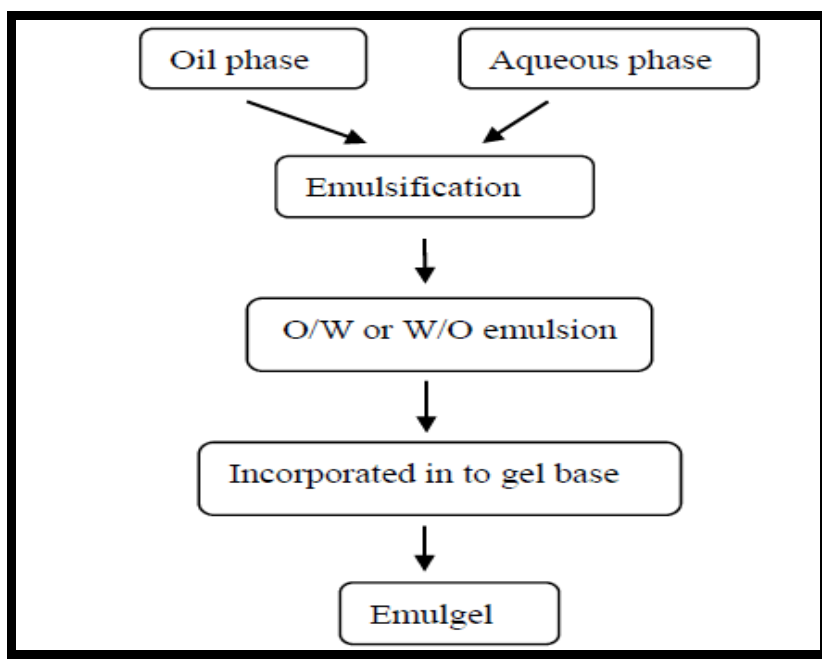 Oil phase
Aqueous phase
Emulsification
O/W or W/O emulsion
Incorporated in to gel base
Emulgel